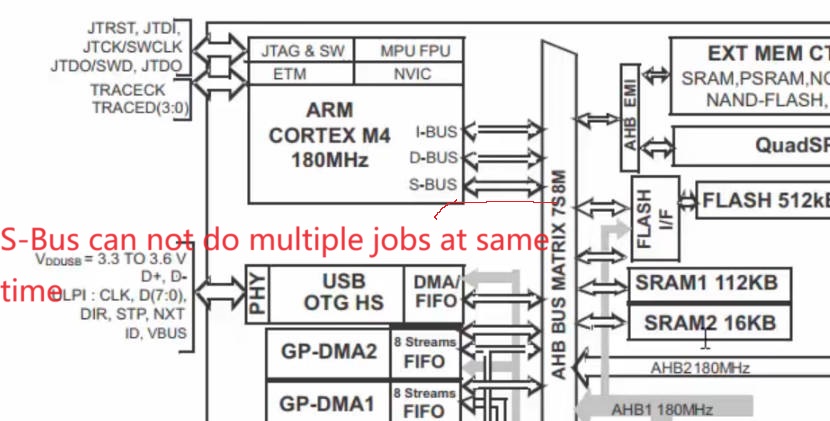 JTRST, JTDI,
JTCK/SWCLK
JTDO/SWD, JTDO
TRACECK
TRACED(3:0)
JTAG & SW
MPU FPU
ETM
NVIC
ARM
CORTEX M4
180MHz
I-BUS
D-BUS
S-BUS
AHB BUS MATRIX 7S8M
AHB EMI
EXT MEM CT
SRAM,PSRAM,NO
NAND-FLASH,
QuadSP
FLASH I/F
FLASH 512kB
SRAM1 112KB
SRAM2 16KB
AHB2 180MHz
AHB1 180MHz
S-Bus can not do multiple jobs at same
time
VDDUSB = 3.3 TO 3.6 V
D+, D-
ULPI : CLK, D(7:0),
DIR, STP, NXT
ID, VBUS
PHY
USB
OTG HS
DMA/
FIFO
GP-DMA2
8 Streams
FIFO
GP-DMA1
8 Streams
FIFO